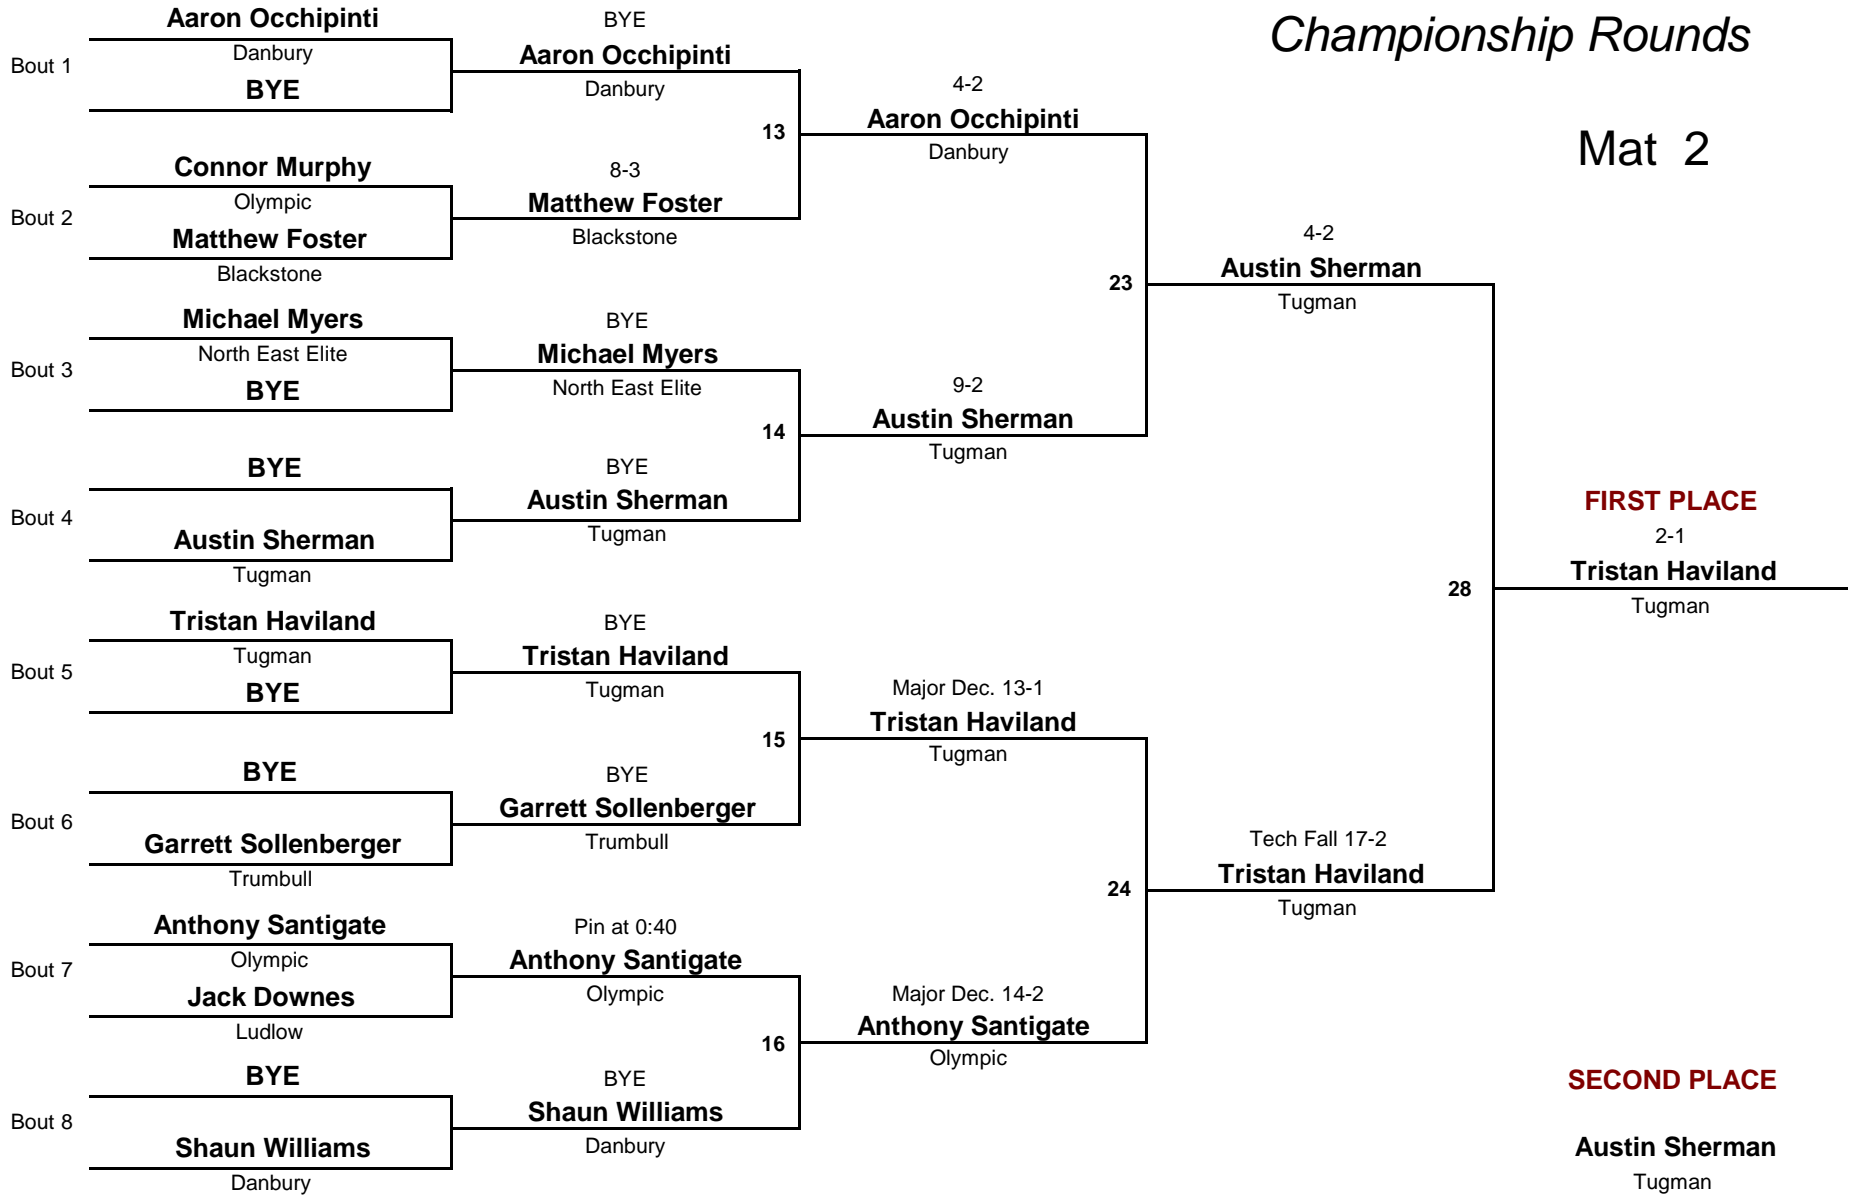 Championship Rounds
Mat 2
Aaron Occhipinti
Danbury
Bout 1
BYE
Connor Murphy
Olympic
Bout 2
Matthew Foster
Blackstone
Michael Myers
North East Elite
Bout 3
BYE
BYE
Bout 4
Austin Sherman
Tugman
Tristan Haviland
Tugman
Bout 5
BYE
BYE
Bout 6
Garrett Sollenberger
Trumbull
Anthony Santigate
Olympic
Bout 7
Jack Downes
Ludlow
BYE
Bout 8
Shaun Williams
Danbury
BYE
Aaron Occhipinti
Danbury
13
8-3
Matthew Foster
Blackstone
BYE
Michael Myers
North East Elite
14
BYE
Austin Sherman
Tugman
BYE
Tristan Haviland
Tugman
15
BYE
Garrett Sollenberger
Trumbull
Pin at 0:40
Anthony Santigate
Olympic
16
BYE
Shaun Williams
Danbury
4-2
Aaron Occhipinti
Danbury
23
9-2
Austin Sherman
Tugman
Major Dec. 13-1
Tristan Haviland
Tugman
24
Major Dec. 14-2
Anthony Santigate
Olympic
4-2
Austin Sherman
Tugman
28
Tech Fall 17-2
Tristan Haviland
Tugman
FIRST PLACE
2-1
Tristan Haviland
Tugman
SECOND PLACE
Austin Sherman
Tugman